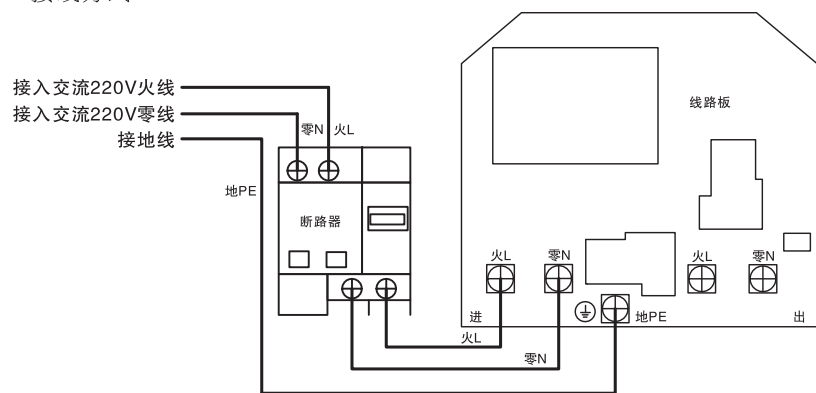 接入交流220V火线
接入交流220V零线
接地线
零N
火L
地PE
断路器
线路板
火L
零N
火L
零N
进
地PE
出
火L
零N